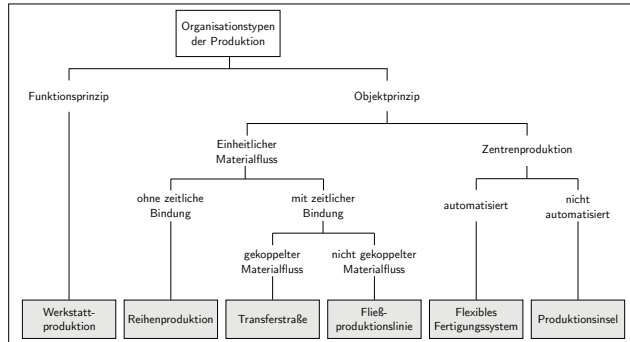 Organisationstypen
der Produktion
Funktionsprinzip
Objektprinzip
Einheitlicher
Materialfluss
Zentrenproduktion
ohne zeitliche
Bindung
mit zeitlicher
Bindung
automatisiert
nicht
automatisiert
gekoppelter
Materialfluss
nicht gekoppelter
Materialfluss
Werkstatt-
produktion
Reihenproduktion
Transferstraße
Fließ-
produktionslinie
Flexibles
Fertigungssystem
Produktionsinsel